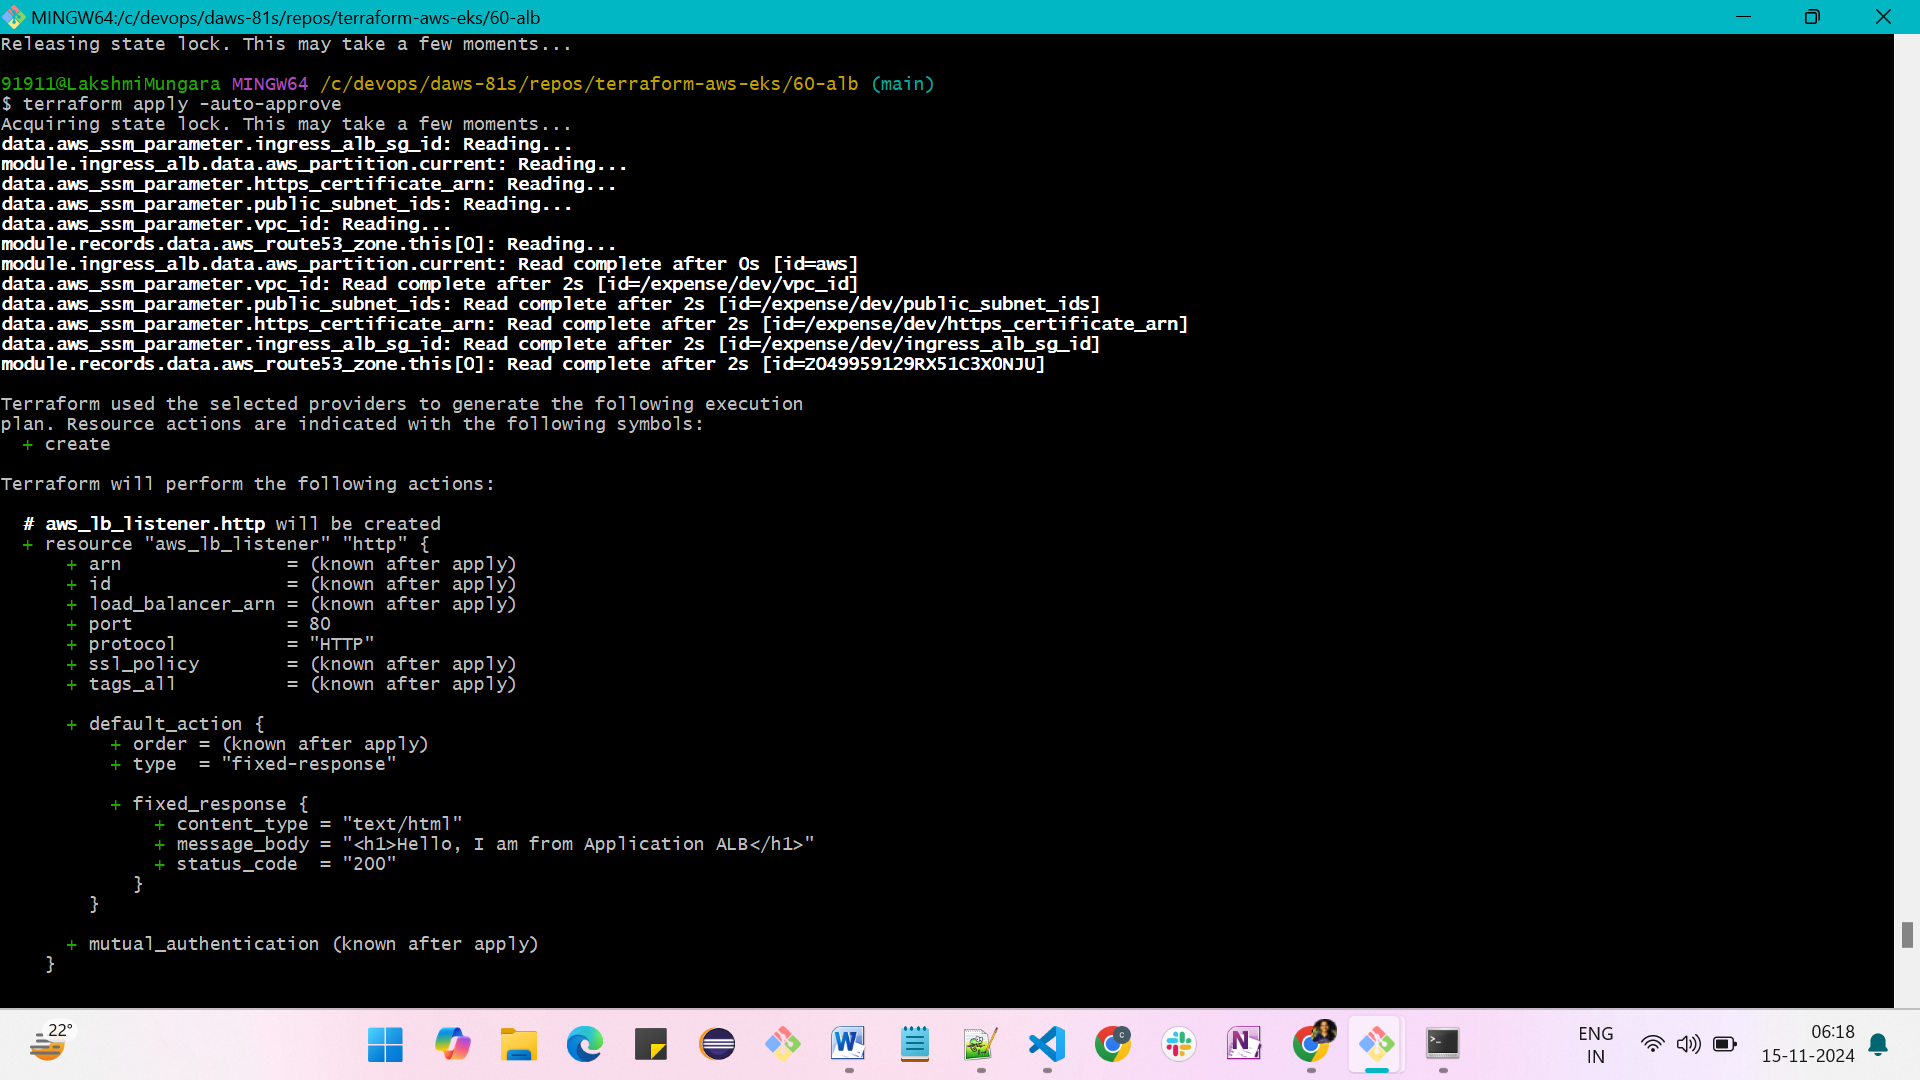 MINGW64:/c/devops/daws-81s/repos/terraform-aws-eks/60-alb
Releasing state lock. This may take a few moments...
91911@LakshmiMungara MINGW64 /c/devops/daws-81s/repos/terraform-aws-eks/60-alb (main)
$ terraform apply -auto-approve
Acquiring state lock. This may take a few moments...
data.aws_ssm_parameter.ingress_alb_sg_id: Reading...
module.ingress_alb.data.aws_partition.current: Reading...
data.aws_ssm_parameter.https_certificate_arn: Reading...
data.aws_ssm_parameter.public_subnet_ids: Reading...
data.aws_ssm_parameter.vpc_id: Reading...
module.records.data.aws_route53_zone.this[0]: Reading...
module.ingress_alb.data.aws_partition.current: Read complete after 0s [id=aws]
data.aws_ssm_parameter.vpc_id: Read complete after 2s [id=/expense/dev/vpc_id]
data.aws_ssm_parameter.public_subnet_ids: Read complete after 2s [id=/expense/dev/public_subnet_ids]
data.aws_ssm_parameter.https_certificate_arn: Read complete after 2s [id=/expense/dev/https_certificate_arn]
data.aws_ssm_parameter.ingress_alb_sg_id: Read complete after 2s [id=/expense/dev/ingress_alb_sg_id]
module.records.data.aws_route53_zone.this[0]: Read complete after 2s [id=Z049959129RX51C3X0NJU]
Terraform used the selected providers to generate the following execution
plan. Resource actions are indicated with the following symbols:
  + create
Terraform will perform the following actions:
  # aws_lb_listener.http will be created
  + resource "aws_lb_listener" "http" {
      + arn               = (known after apply)
      + id                = (known after apply)
      + load_balancer_arn = (known after apply)
      + port              = 80
      + protocol          = "HTTP"
      + ssl_policy        = (known after apply)
      + tags_all          = (known after apply)
      + default_action {
          + order = (known after apply)
          + type  = "fixed-response"
          + fixed_response {
              + content_type = "text/html"
              + message_body = "<h1>Hello, I am from Application ALB</h1>"
              + status_code  = "200"
            }
        }
      + mutual_authentication (known after apply)
    }
22°
ENG
IN
06:18
15-11-2024